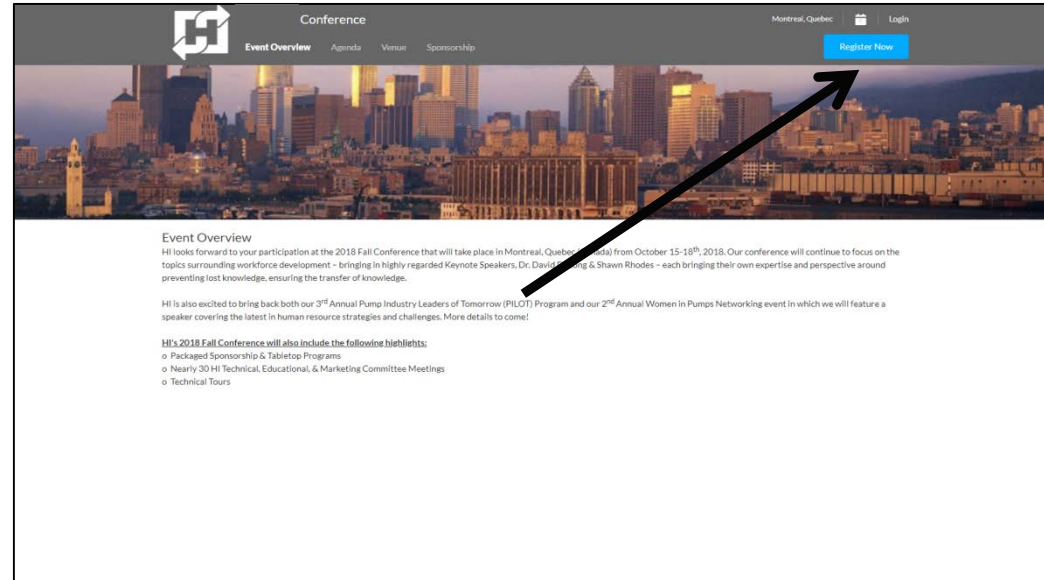 Conference
Montreal, Quebec
Login
Event Overview Agenda Venue Sponsorship
Register Now
Event Overview
HI looks forward to your participation at the 2018 Fall Conference that will take place in Montreal, Quebec from October 15-18th, 2018. Our conference will continue to focus on the
topics surrounding workforce development – bringing in highly regarded Keynote Speakers, Dr. David & Shawn Rhodes – each bringing their own expertise and perspective around
preventing lost knowledge, ensuring the transfer of knowledge.
HI is also excited to bring back both our 3rd Annual Pump Industry Leaders of Tomorrow (PILOT) Program and our 2nd Annual Women in Pumps Networking event in which we will feature a
speaker covering the latest in human resource strategies and challenges. More details to come!
HI's 2018 Fall Conference will also include the following highlights:
o Packaged Sponsorship & Tabletop Programs
o Nearly 30 HI Technical, Educational, & Marketing Committee Meetings
o Technical Tours